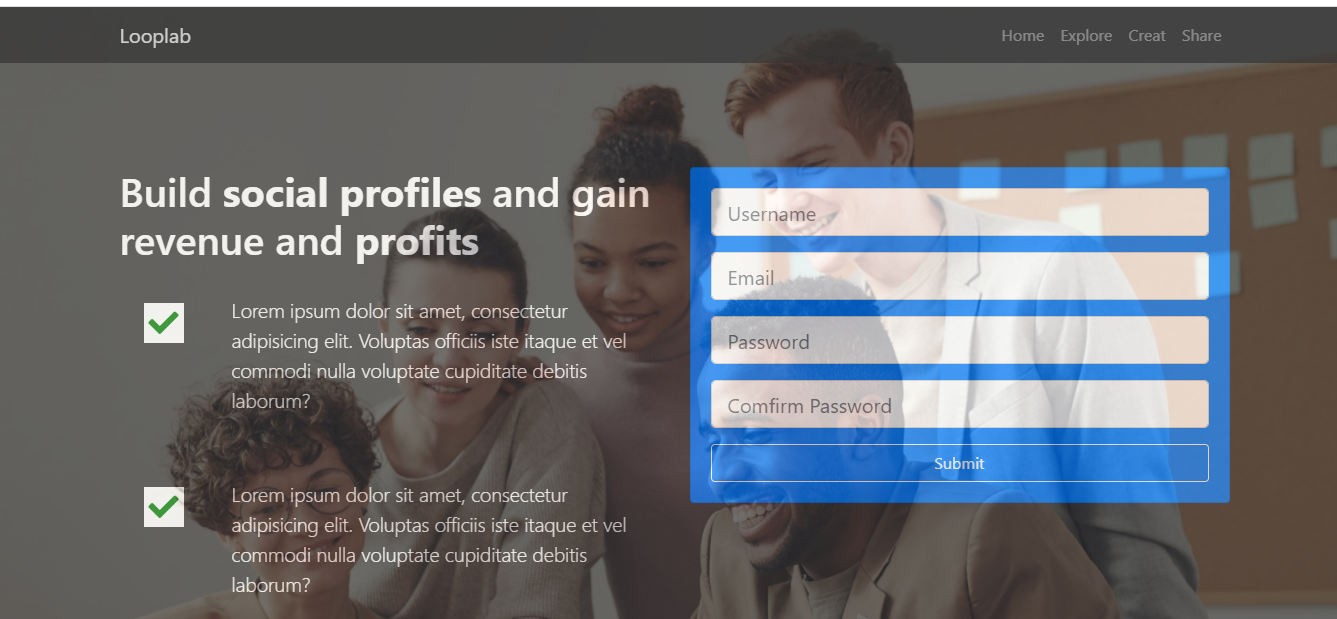 Looplab
Home Explore Creat Share
Build social profiles and gain
revenue and profits
Lorem ipsum dolor sit amet, consectetur
adipisicing elit. Voluptas officiis iste itaque et vel
commodi nulla voluptate cupiditate debitis
laborum?
Lorem ipsum dolor sit amet, consectetur
adipisicing elit. Voluptas officiis iste itaque et vel
commodi nulla voluptate cupiditate debitis
laborum?
Username
Email
Password
Comfirm Password
Submit